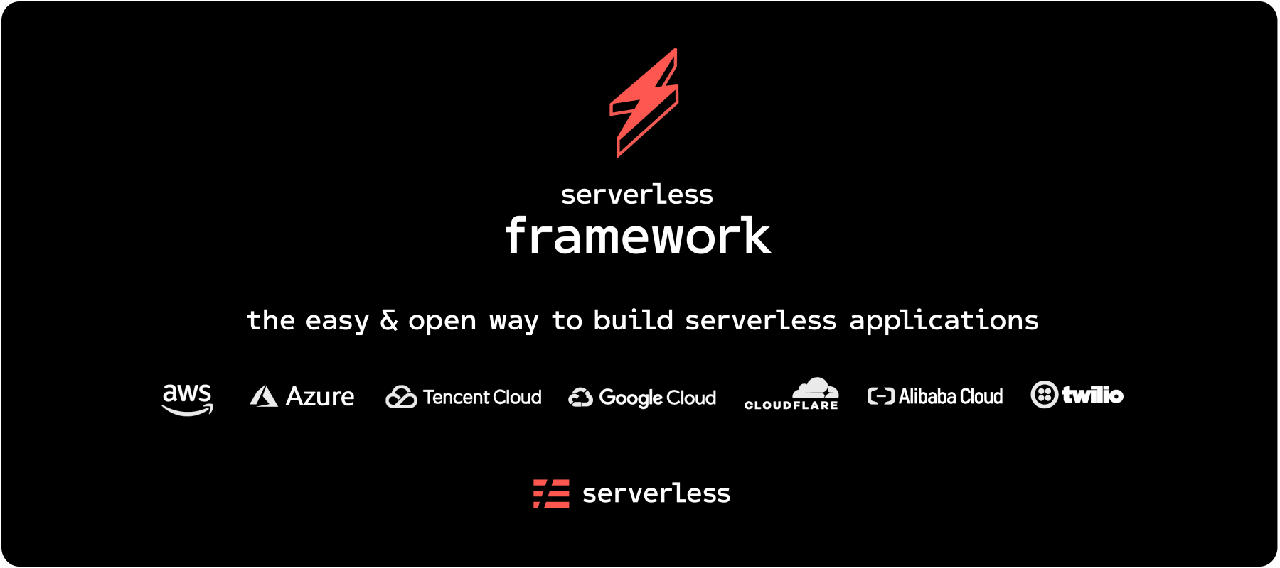 serverless
framework
the easy & open way to build serverless applications
aws Azure Tencent Cloud Google Cloud CLOUDFLARE Alibaba Cloud twilio
serverless